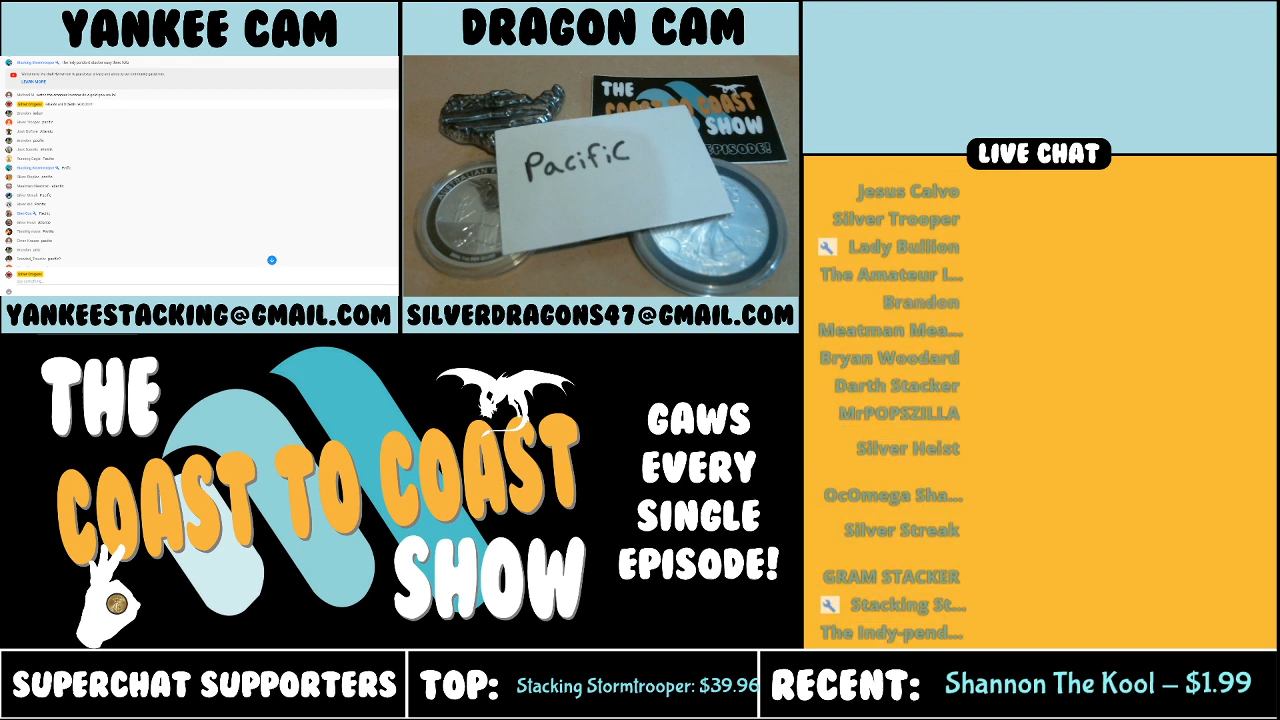 YANKEE CAM
LEARN MORE
YANKEESTACKING@GMAIL.COM
DRAGON CAM
THE
COAST TO COAST
SHOW
EPISODE!
Pacific
SILVERDRAGONS47@GMAIL.COM
LIVE CHAT
Jesus Calvo
Silver Trooper
Lady Bullion
The Amateur I...
Brandon
Meatman Mea...
Bryan Woodard
Darth Stacker
MrPOPSZILLA
Silver Heist
OcOmega Sha...
Silver Streak
GRAM STACKER
Stacking St...
The Indy-pend...
THE
COAST TO COAST
SHOW
GAWS
EVERY
SINGLE
EPISODE!
SUPERCHAT SUPPORTERS
TOP: Stacking Stormtrooper: $39.96
RECENT: Shannon The Kool – $1.99